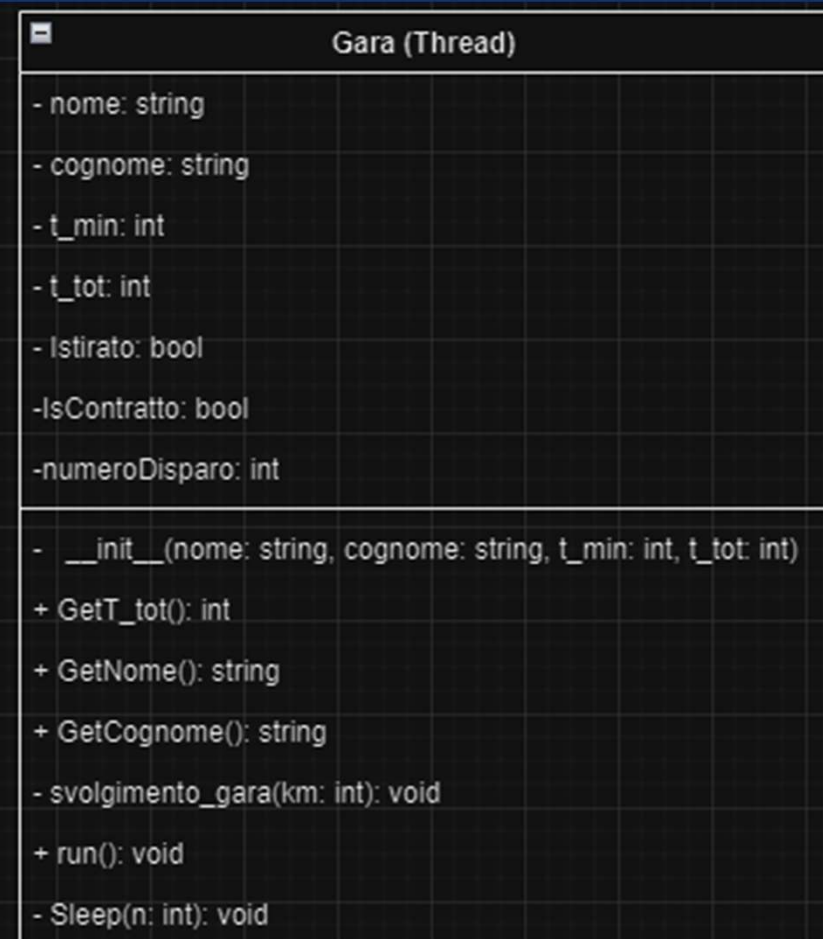 Gara (Thread)
- nome: string
- cognome: string
- t_min: int
- t_tot: int
- Istirato: bool
-IsContratto: bool
-numeroDisparo: int
- __init__(nome: string, cognome: string, t_min: int, t_tot: int)
+ GetT_tot(): int
+ GetNome(): string
+ GetCognome(): string
- svolgimento_gara(km: int): void
+ run(): void
- Sleep(n: int): void